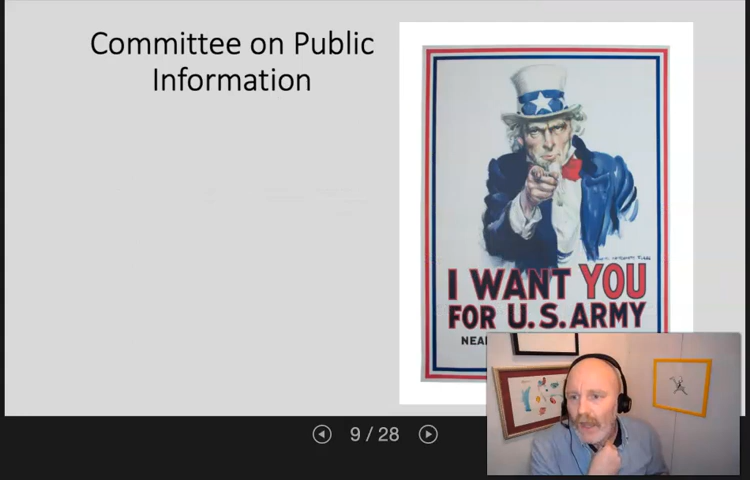 Committee on Public
Information
I WANT YOU
FOR U.S. ARMY
9 / 28